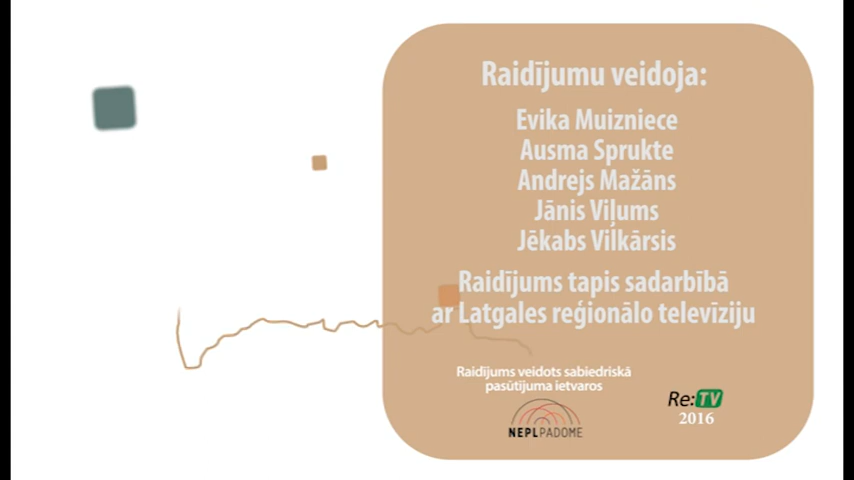 Raidījumu veidoja:
Evika Muizniece
Ausma Sprukte
Andrejs Mažāns
Jānis Viļums
Jēkabs Vilkārsis
Raidījums tapis sadarbībā
ar Latgales reģionālo televīziju
Raidījums veidots sabiedriskā
pasūtījuma ietvaros
NEPLPADOME
Re:TV
2016